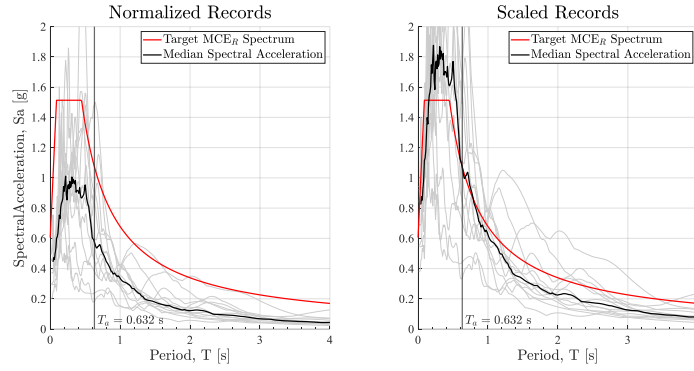 Normalized Records
Target MCE_R Spectrum
Median Spectral Acceleration
SpectralAcceleration, Sa [g]
2
1.8
1.6
1.4
1.2
1
0.8
0.6
0.4
0.2
0
T_a = 0.632 s
0 1 2 3 4
Period, T [s]
Scaled Records
Target MCE_R Spectrum
Median Spectral Acceleration
2
1.8
1.6
1.4
1.2
1
0.8
0.6
0.4
0.2
0
T_a = 0.632 s
0 1 2 3
Period, T [s]